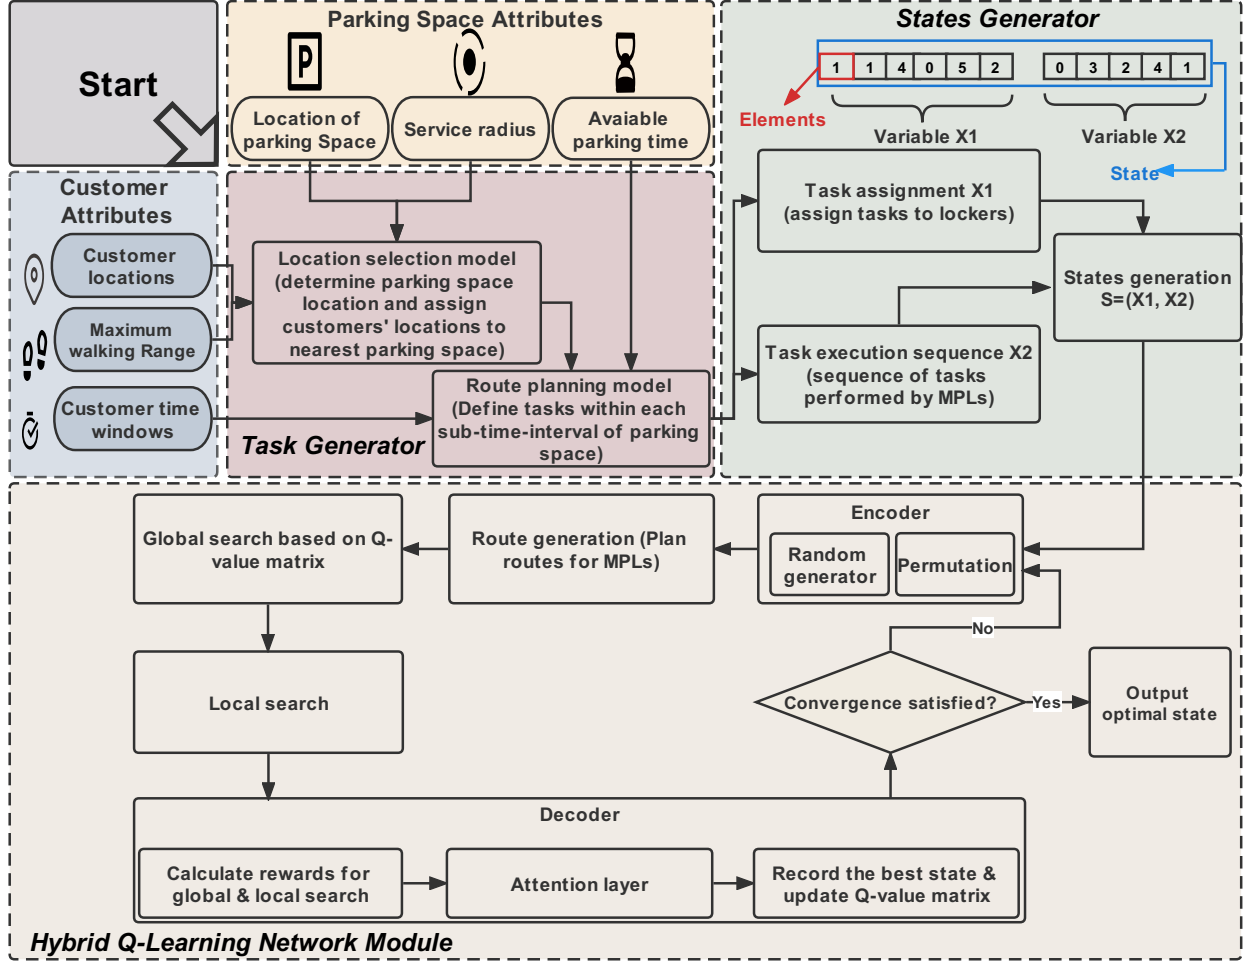 Start
Parking Space Attributes
Location of
parking Space
Service radius
Avaiable
parking time
States Generator
1 1 4 0 5 2
0 3 2 4 1
Elements
Variable X1
Variable X2
State
Customer
Attributes
Customer
locations
Maximum
walking Range
Customer time
windows
Location selection model
(determine parking space
location and assign
customers' locations to
nearest parking space)
Route planning model
(Define tasks within each
sub-time-interval of parking
space)
Task Generator
Task assignment X1
(assign tasks to lockers)
Task execution sequence X2
(sequence of tasks
performed by MPLs)
States generation
S=(X1, X2)
Encoder
Random
generator
Permutation
Route generation (Plan
routes for MPLs)
Global search based on Q-
value matrix
Local search
No
Convergence satisfied?
Yes
Output
optimal state
Decoder
Calculate rewards for
global & local search
Attention layer
Record the best state &
update Q-value matrix
Hybrid Q-Learning Network Module